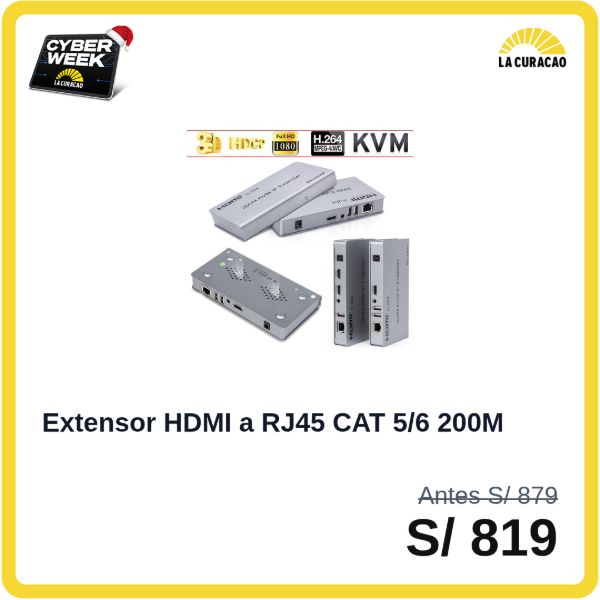 CYBER
WEEK
LA CURACAO
LA CURACAO
3D HDCP Full HD 1080 H.264 MPEG-4/AVC KVM
Extensor HDMI a RJ45 CAT 5/6 200M
Antes S/ 879
S/ 819